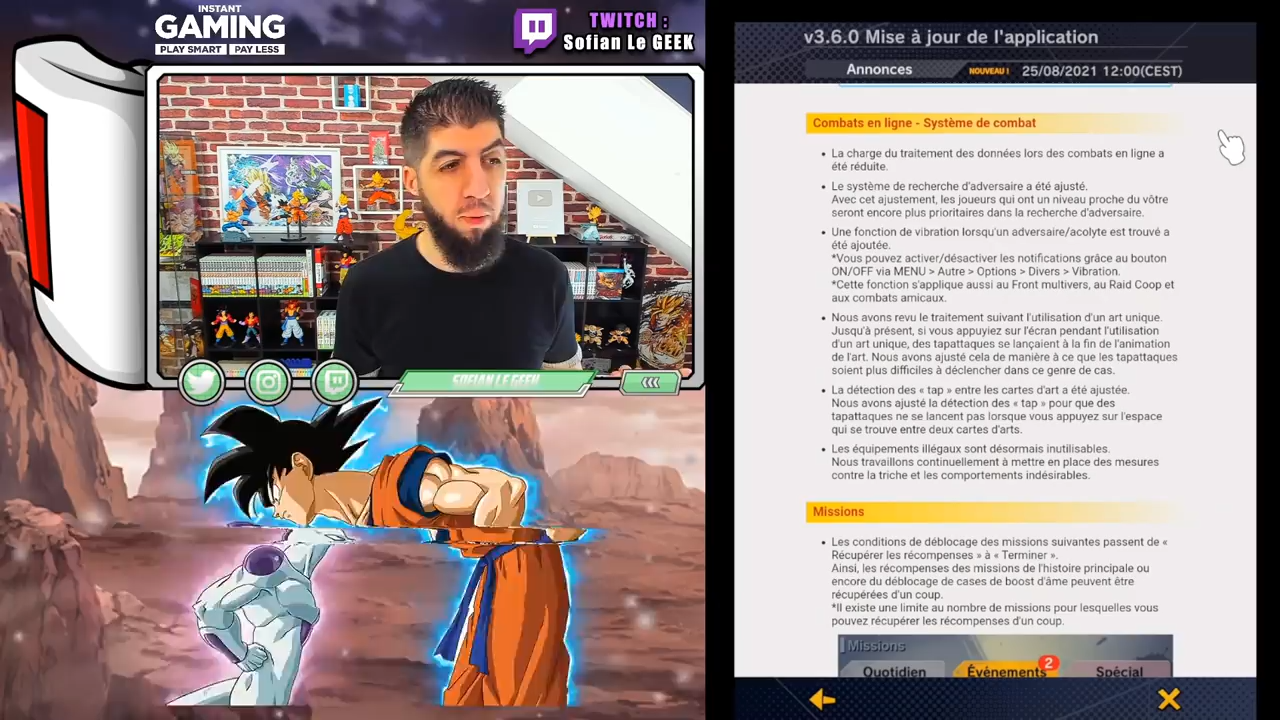 INSTANT
GAMING
PLAY SMART | PAY LESS
TWITCH :
Sofian Le GEEK
SOFIAN LE GEEK
v3.6.0 Mise à jour de l'application
Annonces
NOUVEAU !
25/08/2021 12:00(CEST)
Combats en ligne - Système de combat
• La charge du traitement des données lors des combats en ligne a
été réduite.
• Le système de recherche d'adversaire a été ajusté.
Avec cet ajustement, les joueurs qui ont un niveau proche du vôtre
seront encore plus prioritaires dans la recherche d'adversaire.
• Une fonction de vibration lorsqu'un adversaire/acolyte est trouvé a
été ajoutée.
*Vous pouvez activer/désactiver les notifications grâce au bouton
ON/OFF via MENU > Autre > Options > Divers > Vibration.
*Cette fonction s'applique aussi au Front multivers, au Raid Coop et
aux combats amicaux.
• Nous avons revu le traitement suivant l'utilisation d'un art unique.
Jusqu'à présent, si vous appuyiez sur l'écran pendant l'utilisation
d'un art unique, des tapattaques se lançaient à la fin de l'animation
de l'art. Nous avons ajusté cela de manière à ce que les tapattaques
soient plus difficiles à déclencher dans ce genre de cas.
• La détection des « tap » entre les cartes d'art a été ajustée.
Nous avons ajusté la détection des « tap » pour que des
tapattaques ne se lancent pas lorsque vous appuyez sur l'espace
qui se trouve entre deux cartes d'arts.
• Les équipements illégaux sont désormais inutilisables.
Nous travaillons continuellement à mettre en place des mesures
contre la triche et les comportements indésirables.
Missions
• Les conditions de déblocage des missions suivantes passent de «
Récupérer les récompenses » à « Terminer ».
Ainsi, les récompenses des missions de l'histoire principale ou
encore du déblocage de cases de boost d'âme peuvent être
récupérées d'un coup.
*Il existe une limite au nombre de missions pour lesquelles vous
pouvez récupérer les récompenses d'un coup.
Missions
Quotidien
Événements
2
Spécial